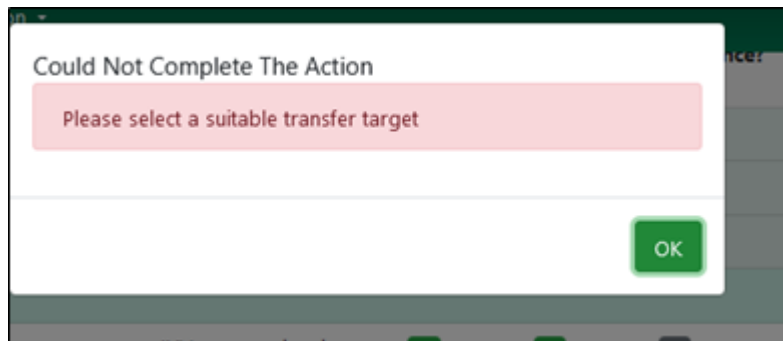 Could Not Complete The Action
Please select a suitable transfer target
OK